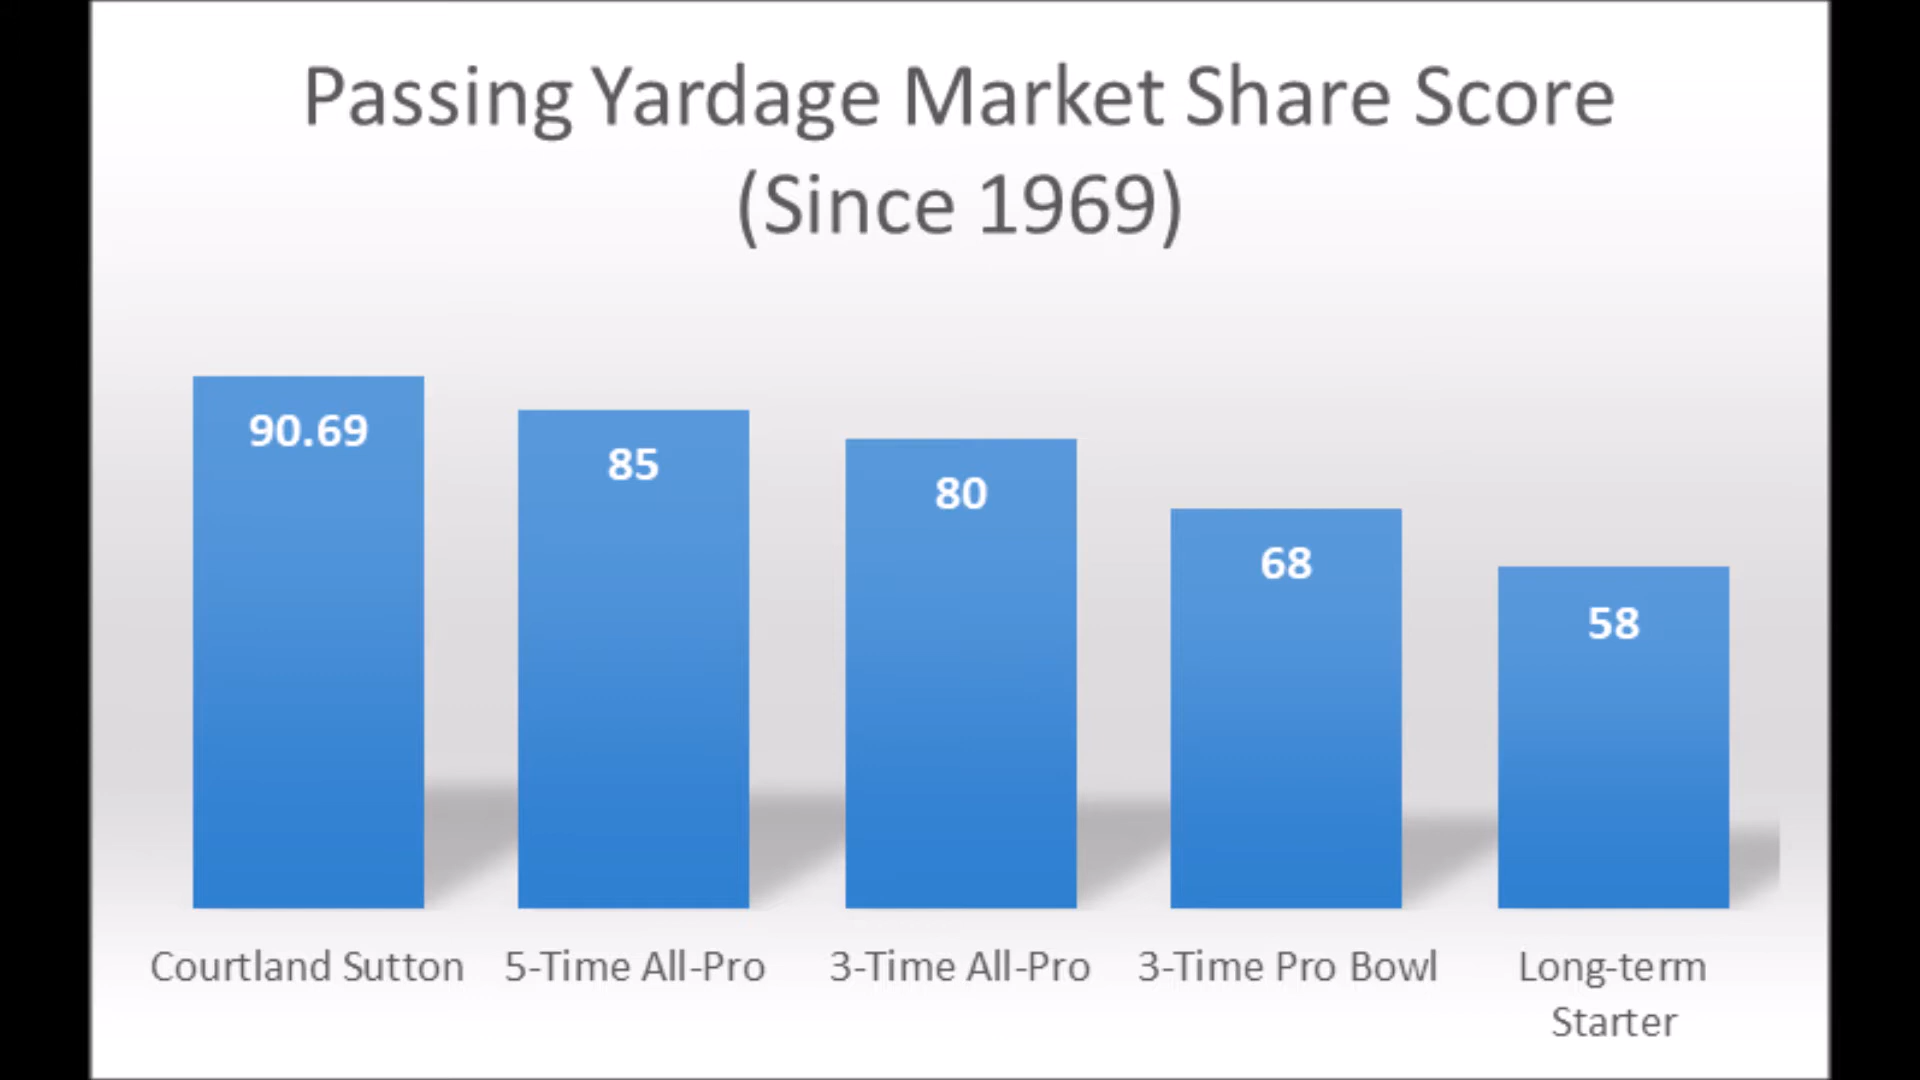 Passing Yardage Market Share Score
(Since 1969)
90.69
85
80
68
58
Courtland Sutton
5-Time All-Pro
3-Time All-Pro
3-Time Pro Bowl
Long-term
Starter